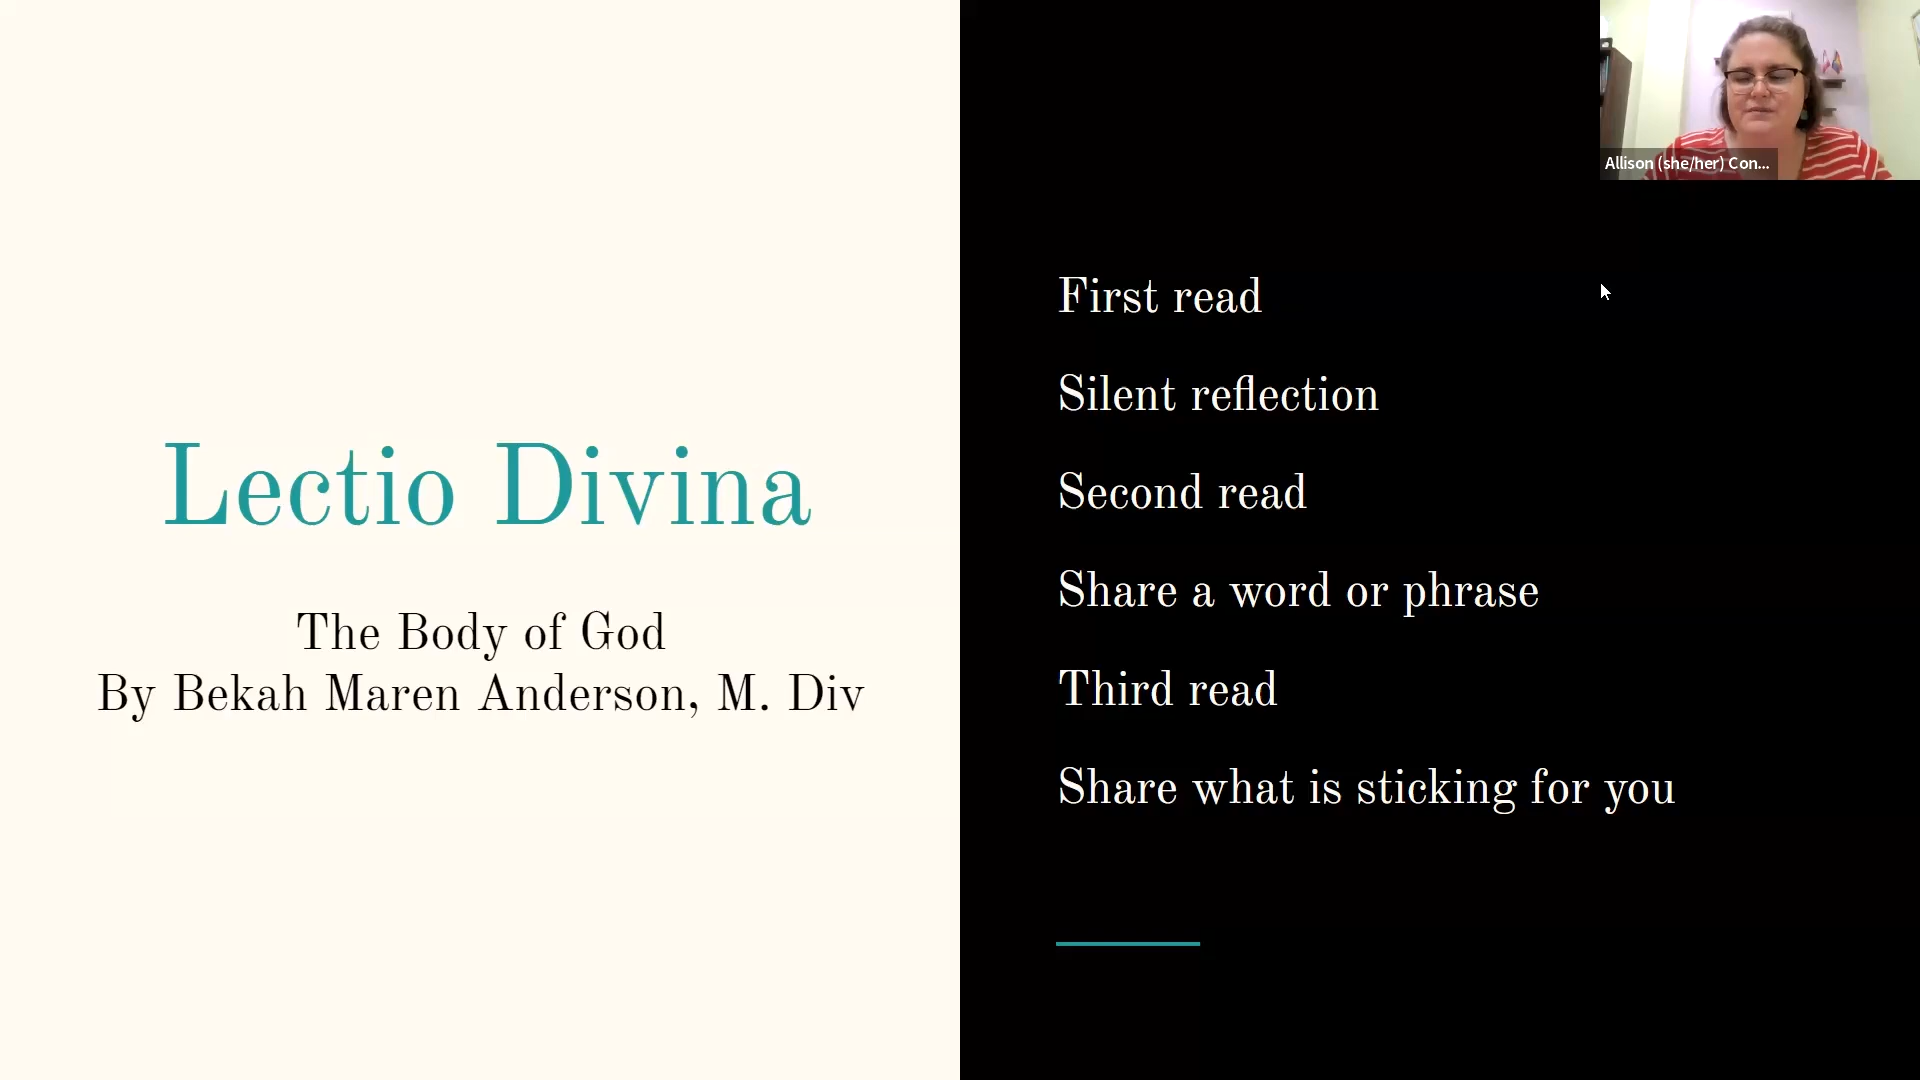 Lectio Divina
The Body of God
By Bekah Maren Anderson, M. Div
First read
Silent reflection
Second read
Share a word or phrase
Third read
Share what is sticking for you
Allison (she/her) Con...